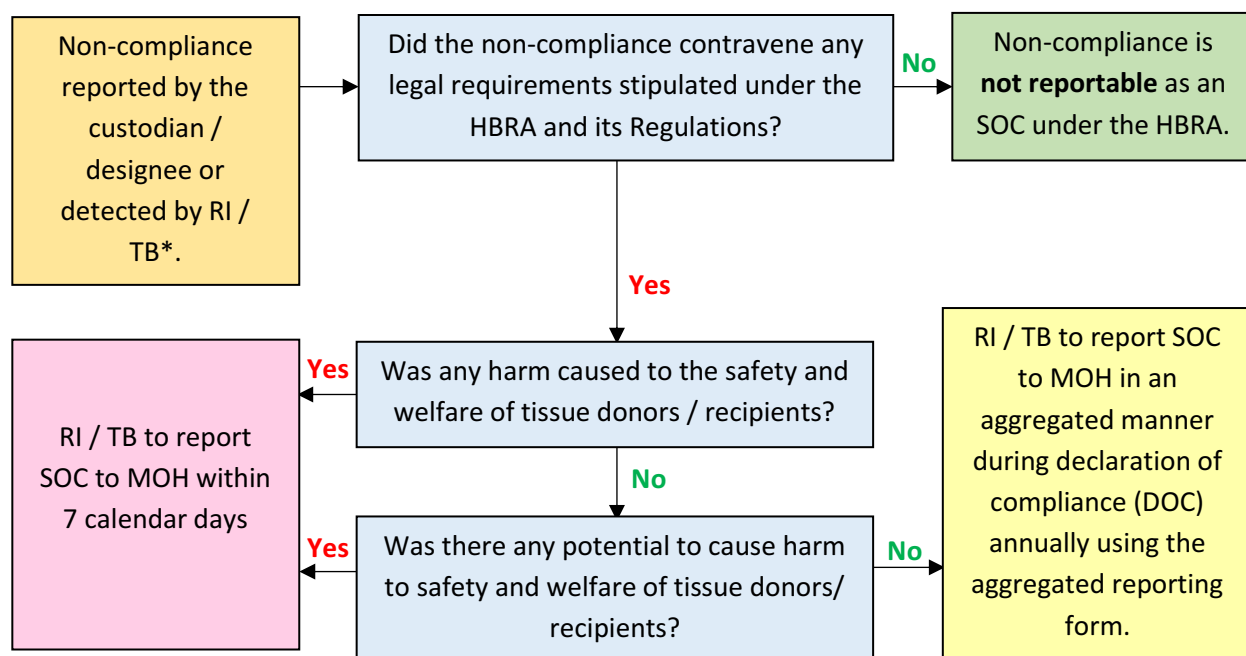 Non-compliance
reported by the
custodian /
designee or
detected by RI /
TB*.
Did the non-compliance contravene any
legal requirements stipulated under the
HBRA and its Regulations?
No
Non-compliance is
not reportable as an
SOC under the HBRA.
Yes
Was any harm caused to the safety and
welfare of tissue donors / recipients?
Yes
RI / TB to report
SOC to MOH within
7 calendar days
No
Was there any potential to cause harm
to safety and welfare of tissue donors/
recipients?
Yes
No
RI / TB to report SOC
to MOH in an
aggregated manner
during declaration of
compliance (DOC)
annually using the
aggregated reporting
form.